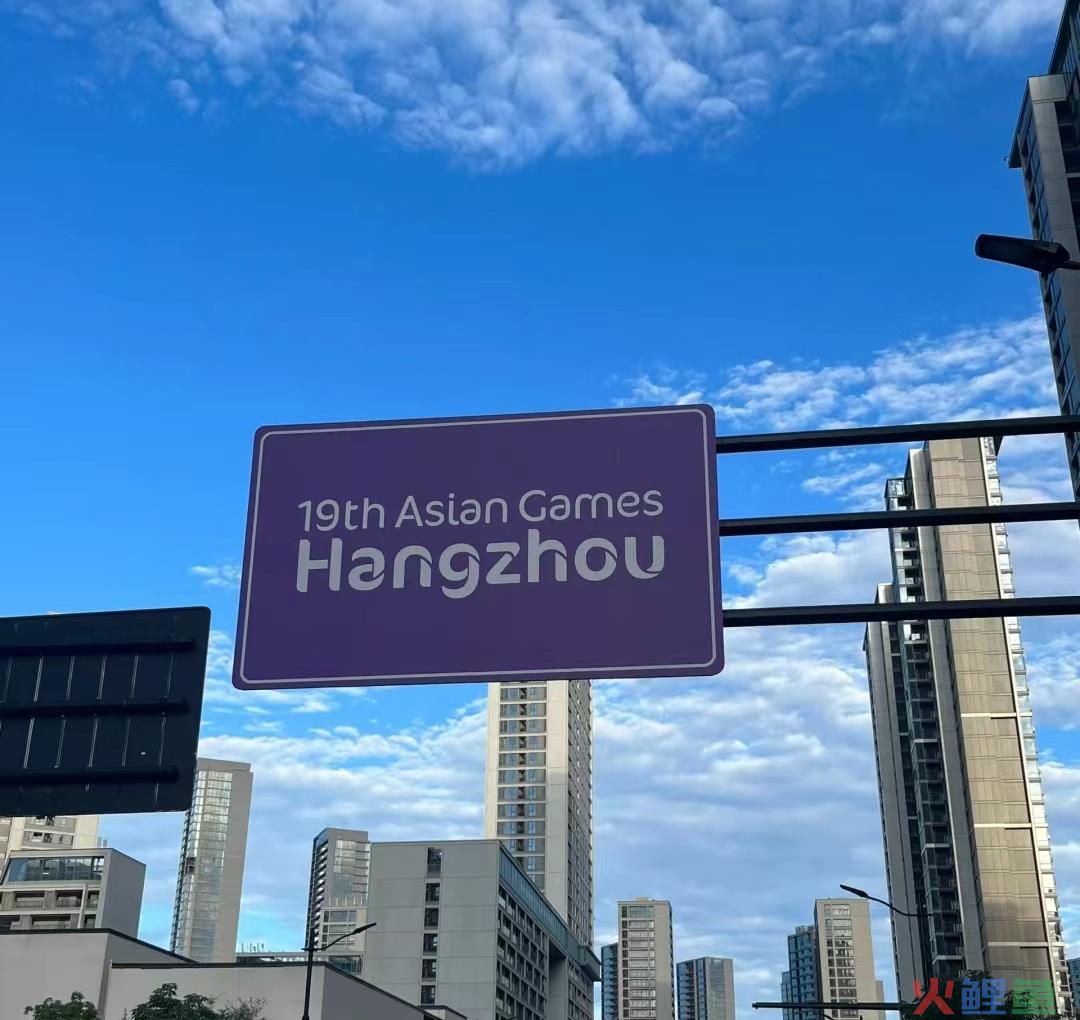 19th Asian Games
Hangzhou
火鲤鱼